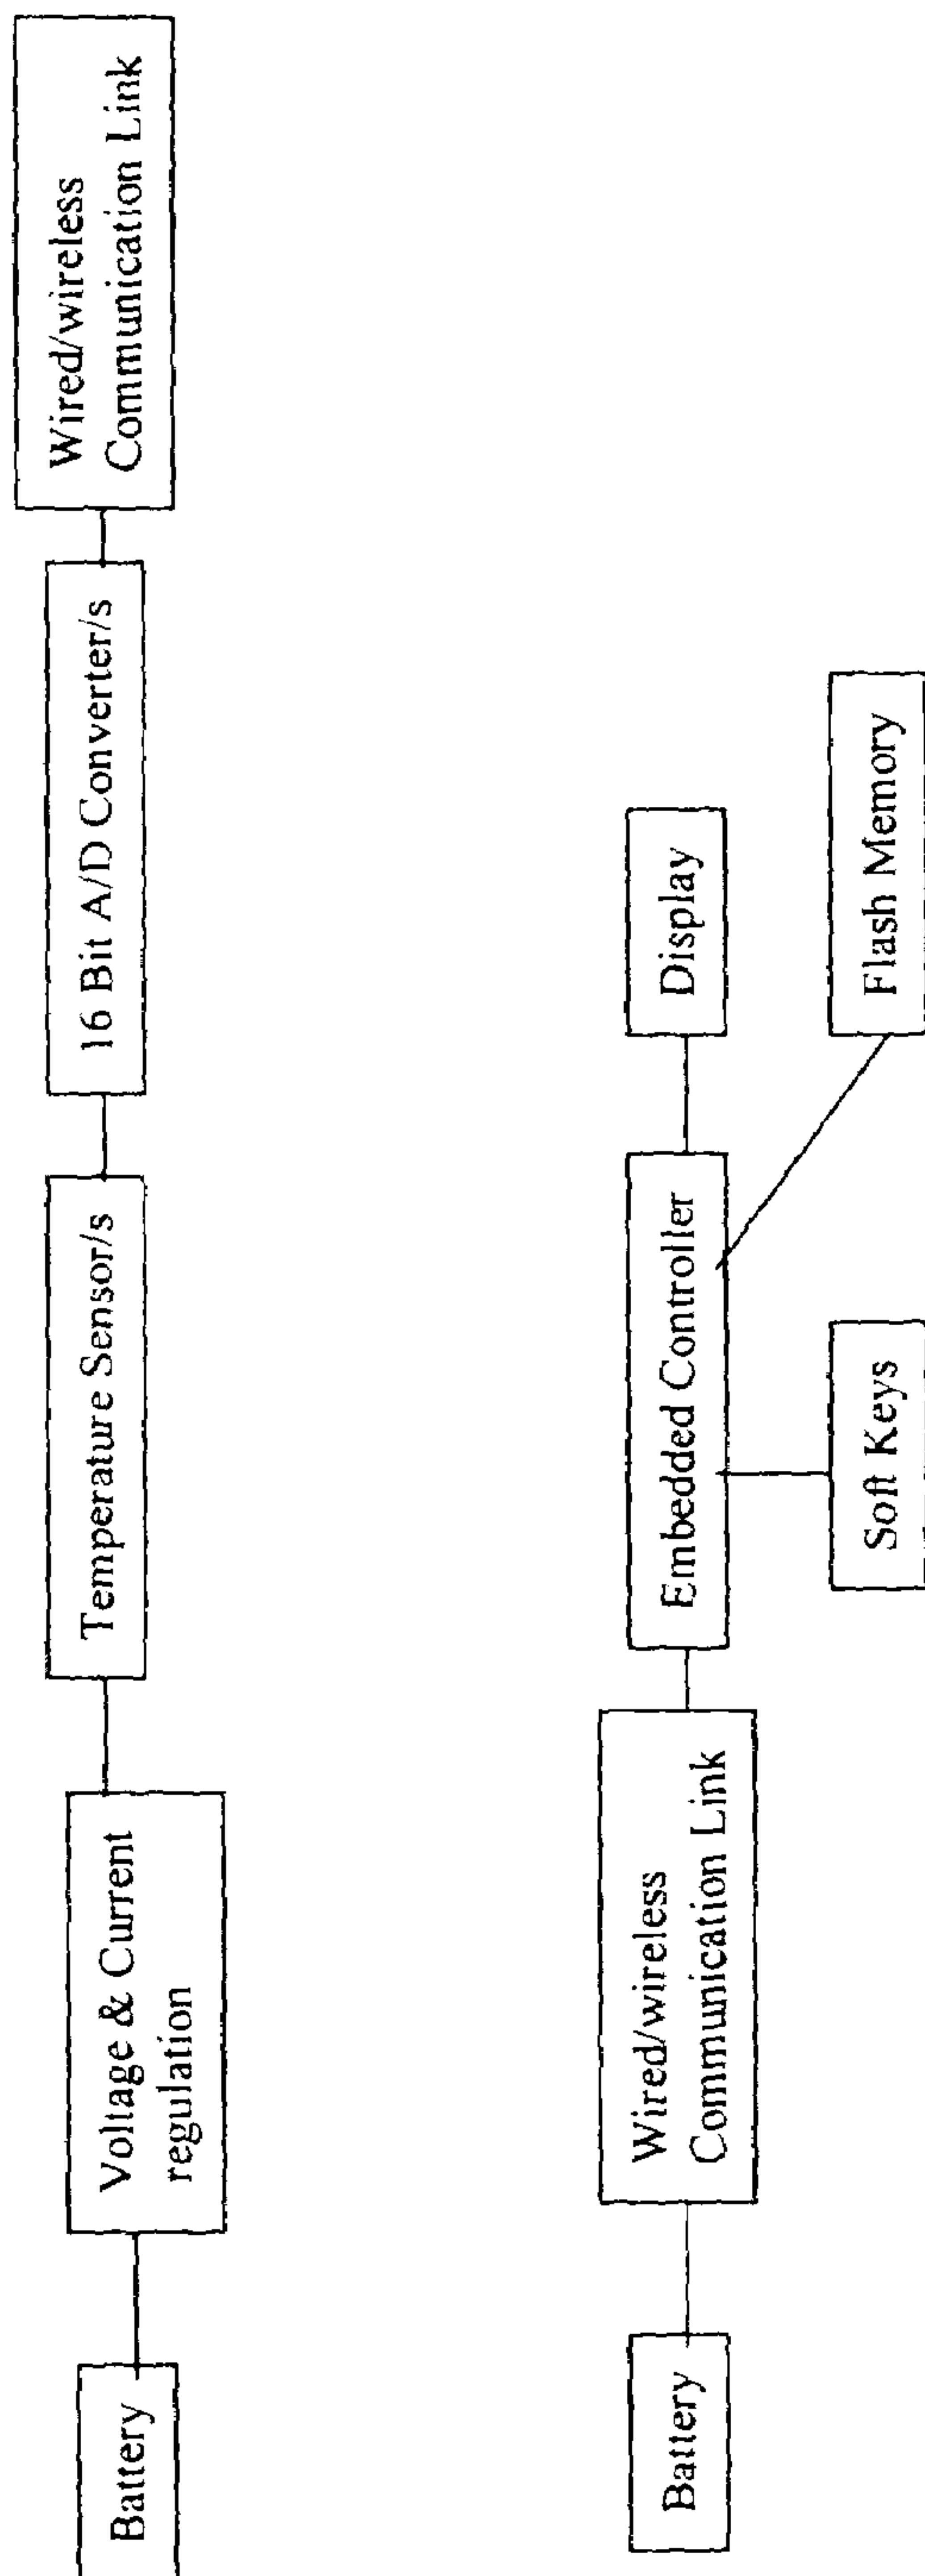 Battery
Voltage & Current
regulation
Temperature Sensor/s
16 Bit A/D Converter/s
Wired/wireless
Communication Link
Battery
Wired/wireless
Communication Link
Embedded Controller
Display
Soft Keys
Flash Memory